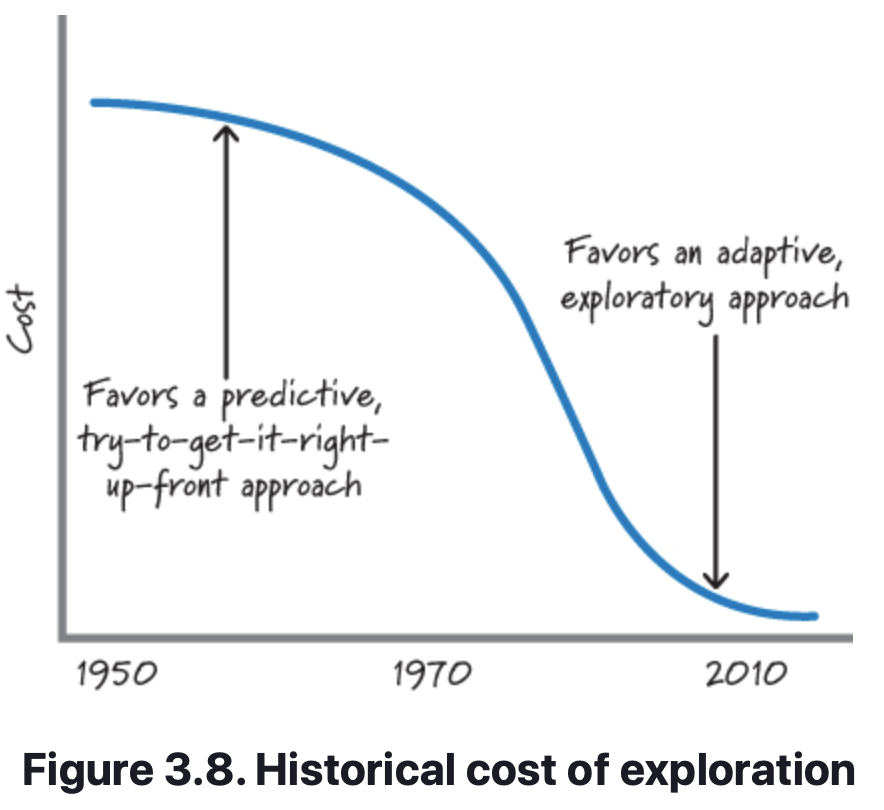 Cost
Favors a predictive,
try-to-get-it-right-
up-front approach
Favors an adaptive,
exploratory approach
1950 1970 2010
Figure 3.8. Historical cost of exploration